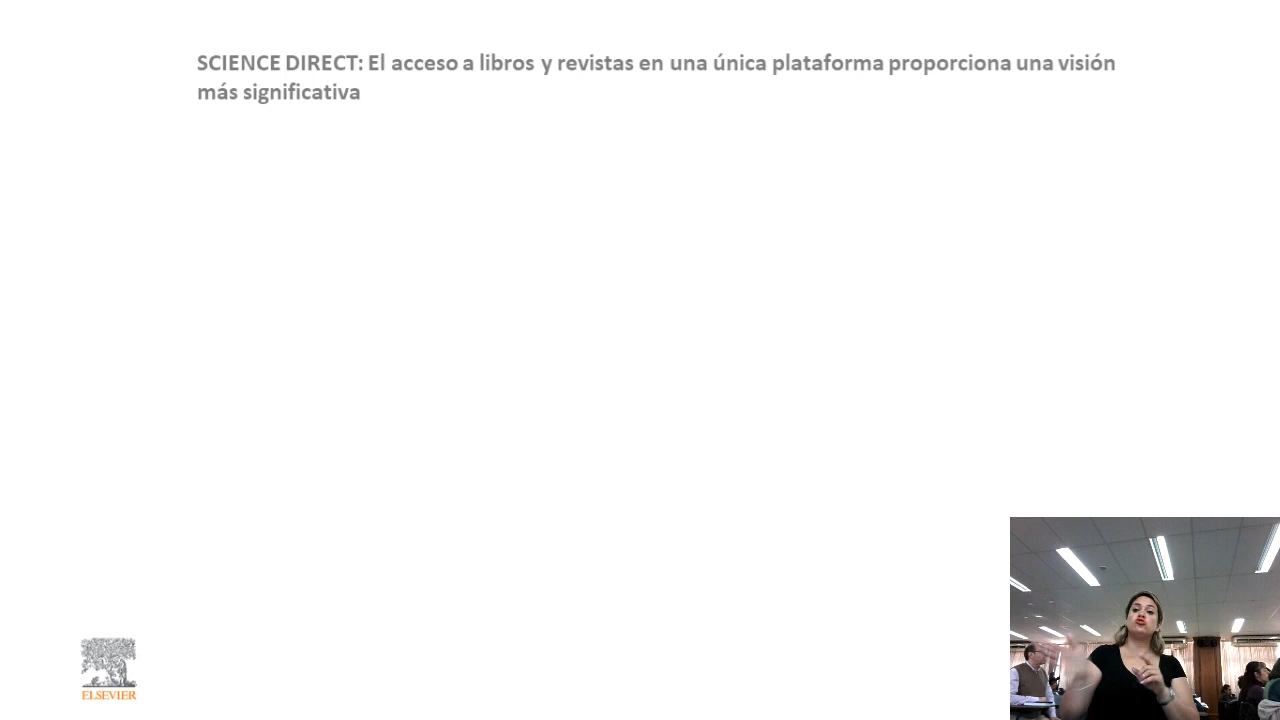 SCIENCE DIRECT: El acceso a libros y revistas en una única plataforma proporciona una visión
más significativa
ELSEVIER